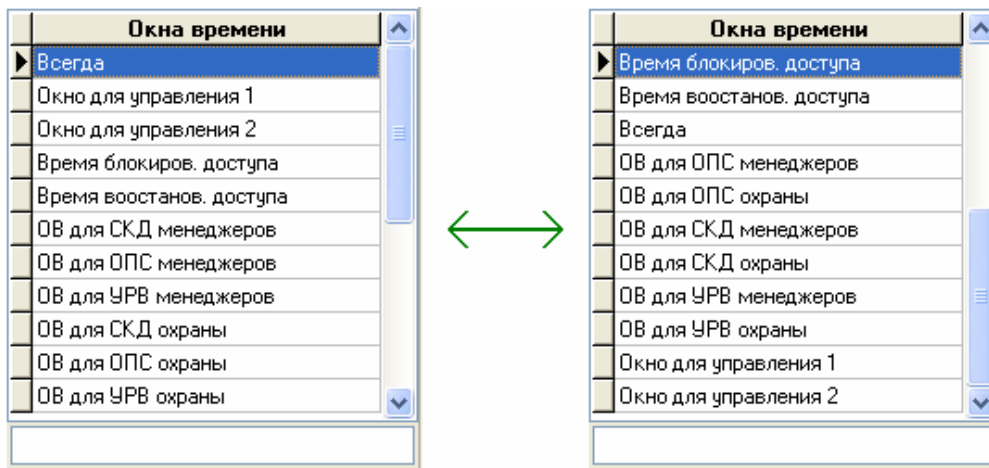 Окна времени
Всегда
Окно для управления 1
Окно для управления 2
Время блокиров. доступа
Время воостанов. доступа
ОВ для СКД менеджеров
ОВ для ОПС менеджеров
ОВ для УРВ менеджеров
ОВ для СКД охраны
ОВ для ОПС охраны
ОВ для УРВ охраны
Окна времени
Время блокиров. доступа
Время воостанов. доступа
Всегда
ОВ для ОПС менеджеров
ОВ для ОПС охраны
ОВ для СКД менеджеров
ОВ для СКД охраны
ОВ для УРВ менеджеров
ОВ для УРВ охраны
Окно для управления 1
Окно для управления 2